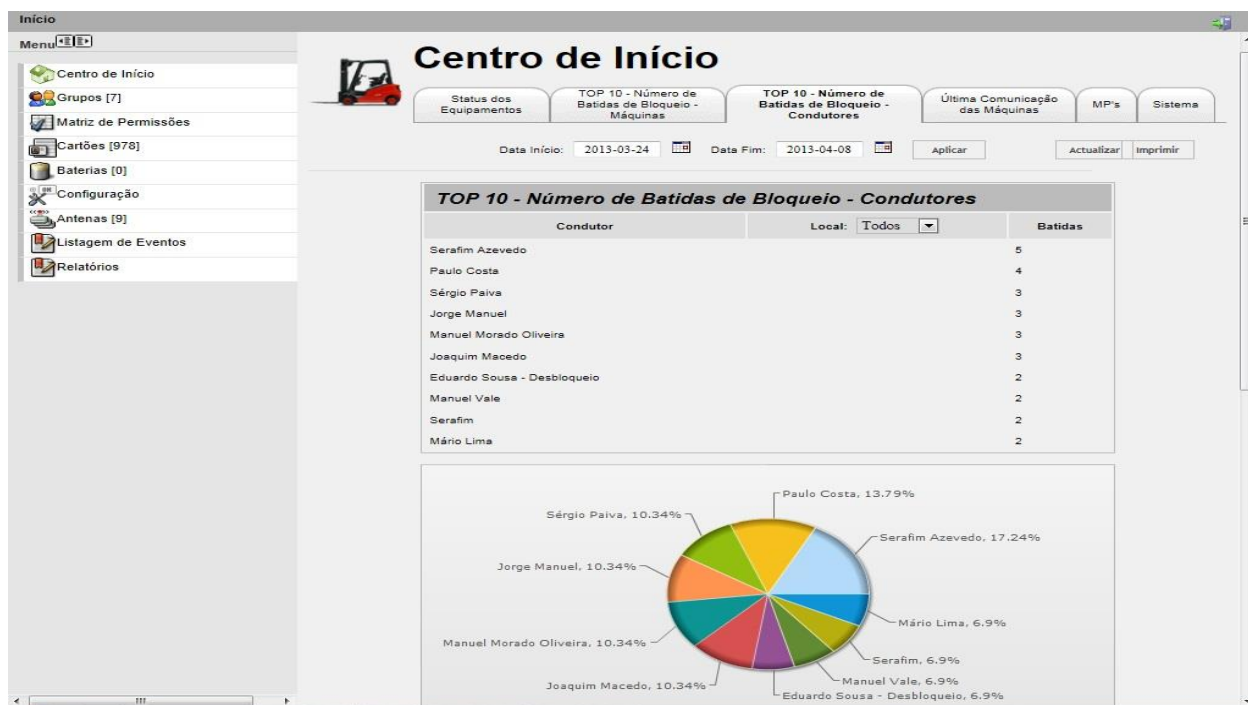 Início
Menu
Centro de Início
Grupos [7]
Matriz de Permissões
Cartões [978]
Baterias [0]
Configuração
Antenas [9]
Listagem de Eventos
Relatórios
Centro de Início
Status dos
Equipamentos
TOP 10 - Número de
Batidas de Bloqueio -
Máquinas
TOP 10 - Número de
Batidas de Bloqueio -
Condutores
Última Comunicação
das Máquinas
MP's
Sistema
Data Início: 2013-03-24 Data Fim: 2013-04-08 Aplicar Actualizar Imprimir
TOP 10 - Número de Batidas de Bloqueio - Condutores
Condutor Local: Todos Batidas
Serafim Azevedo 5
Paulo Costa 4
Sérgio Paiva 3
Jorge Manuel 3
Manuel Morado Oliveira 3
Joaquim Macedo 3
Eduardo Sousa - Desbloqueio 2
Manuel Vale 2
Serafim 2
Mário Lima 2
Paulo Costa, 13.79%
Sérgio Paiva, 10.34%
Serafim Azevedo, 17.24%
Jorge Manuel, 10.34%
Mário Lima, 6.9%
Manuel Morado Oliveira, 10.34%
Serafim, 6.9%
Manuel Vale, 6.9%
Joaquim Macedo, 10.34%
Eduardo Sousa - Desbloqueio, 6.9%